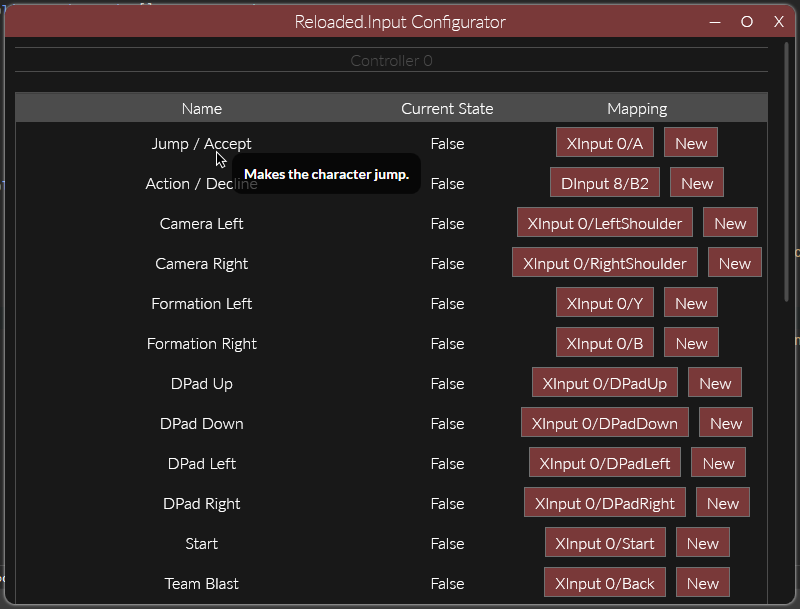 Reloaded.Input Configurator
Controller 0
Name Current State Mapping
Jump / Accept False XInput 0/A New
Makes the character jump.
Action / Decline False DInput 8/B2 New
Camera Left False XInput 0/LeftShoulder New
Camera Right False XInput 0/RightShoulder New
Formation Left False XInput 0/Y New
Formation Right False XInput 0/B New
DPad Up False XInput 0/DPadUp New
DPad Down False XInput 0/DPadDown New
DPad Left False XInput 0/DPadLeft New
DPad Right False XInput 0/DPadRight New
Start False XInput 0/Start New
Team Blast False XInput 0/Back New